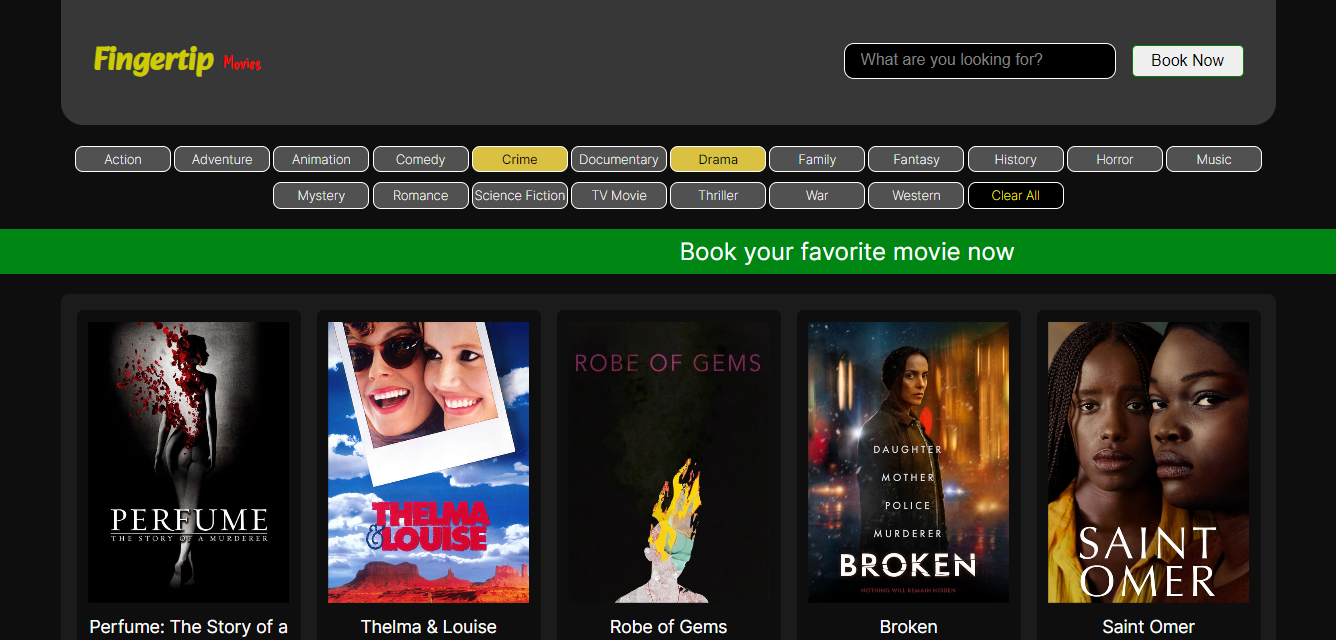 Fingertip Movies
What are you looking for?
Book Now
Action Adventure Animation Comedy Crime Documentary Drama Family Fantasy History Horror Music
Mystery Romance Science Fiction TV Movie Thriller War Western Clear All
Book your favorite movie now
PERFUME
THE STORY OF A MURDERER
THELMA
& LOUISE
ROBE OF GEMS
DAUGHTER
MOTHER
POLICE
MURDERER
BROKEN
NOTHING WILL REMAIN HIDDEN
SAINT
OMER
Perfume: The Story of a
Thelma & Louise
Robe of Gems
Broken
Saint Omer